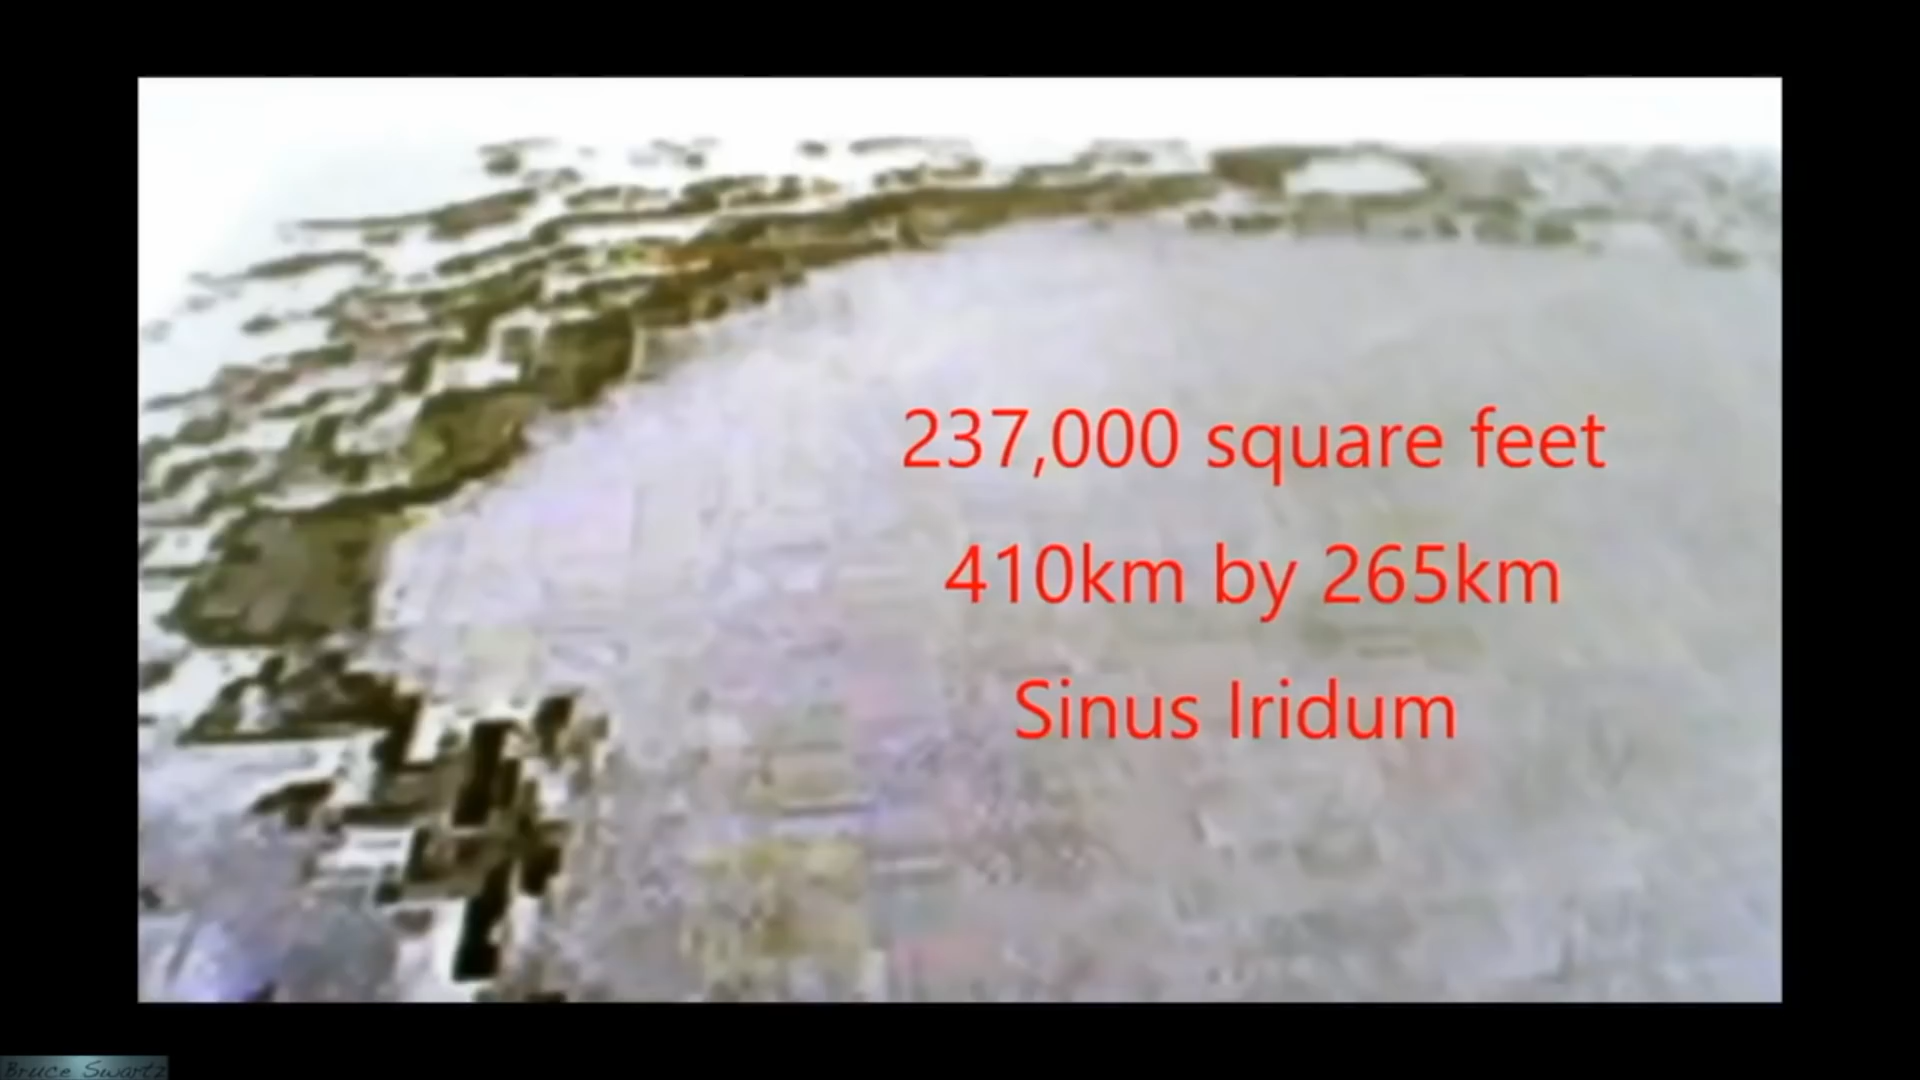 237,000 square feet
410km by 265km
Sinus Iridum
Bruce Swartz